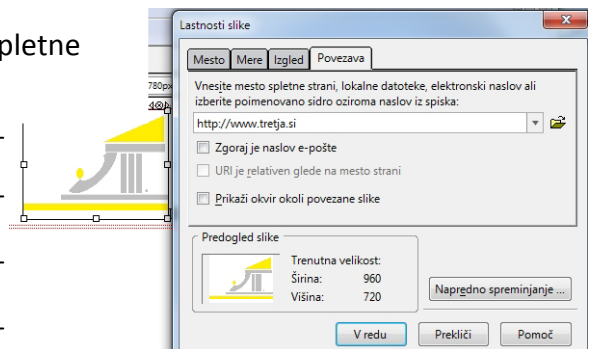 pletne
-
-
-
-
780px
Lastnosti slike
Mesto Mere Izgled Povezava
Vnesite mesto spletne strani, lokalne datoteke, elektronski naslov ali
izberite poimenovano sidro oziroma naslov iz spiska:
http://www.tretja.si
Zgoraj je naslov e-pošte
URI je relativen glede na mesto strani
Prikaži okvir okoli povezane slike
Predogled slike
Trenutna velikost:
Širina: 960
Višina: 720
Napredno spreminjanje ...
V redu Prekliči Pomoč